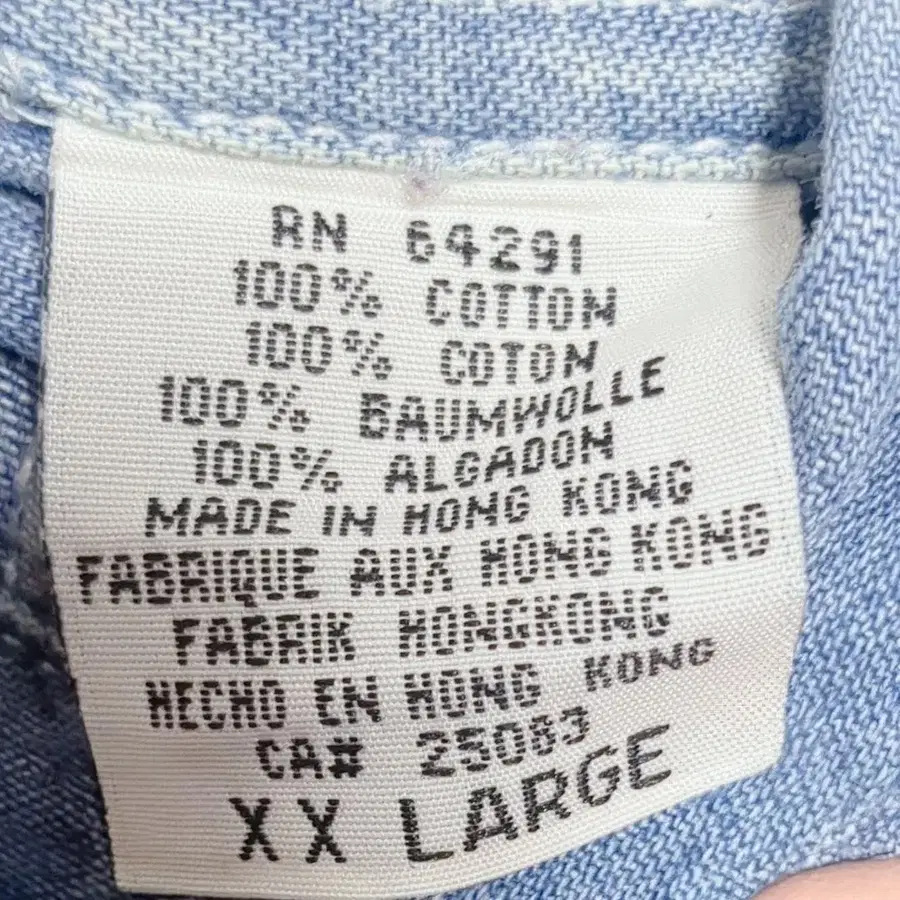 RN 64291
100% COTTON
100% COTON
100% BAUMWOLLE
100% ALGADON
MADE IN HONG KONG
FABRIQUE AUX HONG KONG
FABRIK HONGKONG
HECHO EN HONG KONG
CA# 25083
XX LARGE